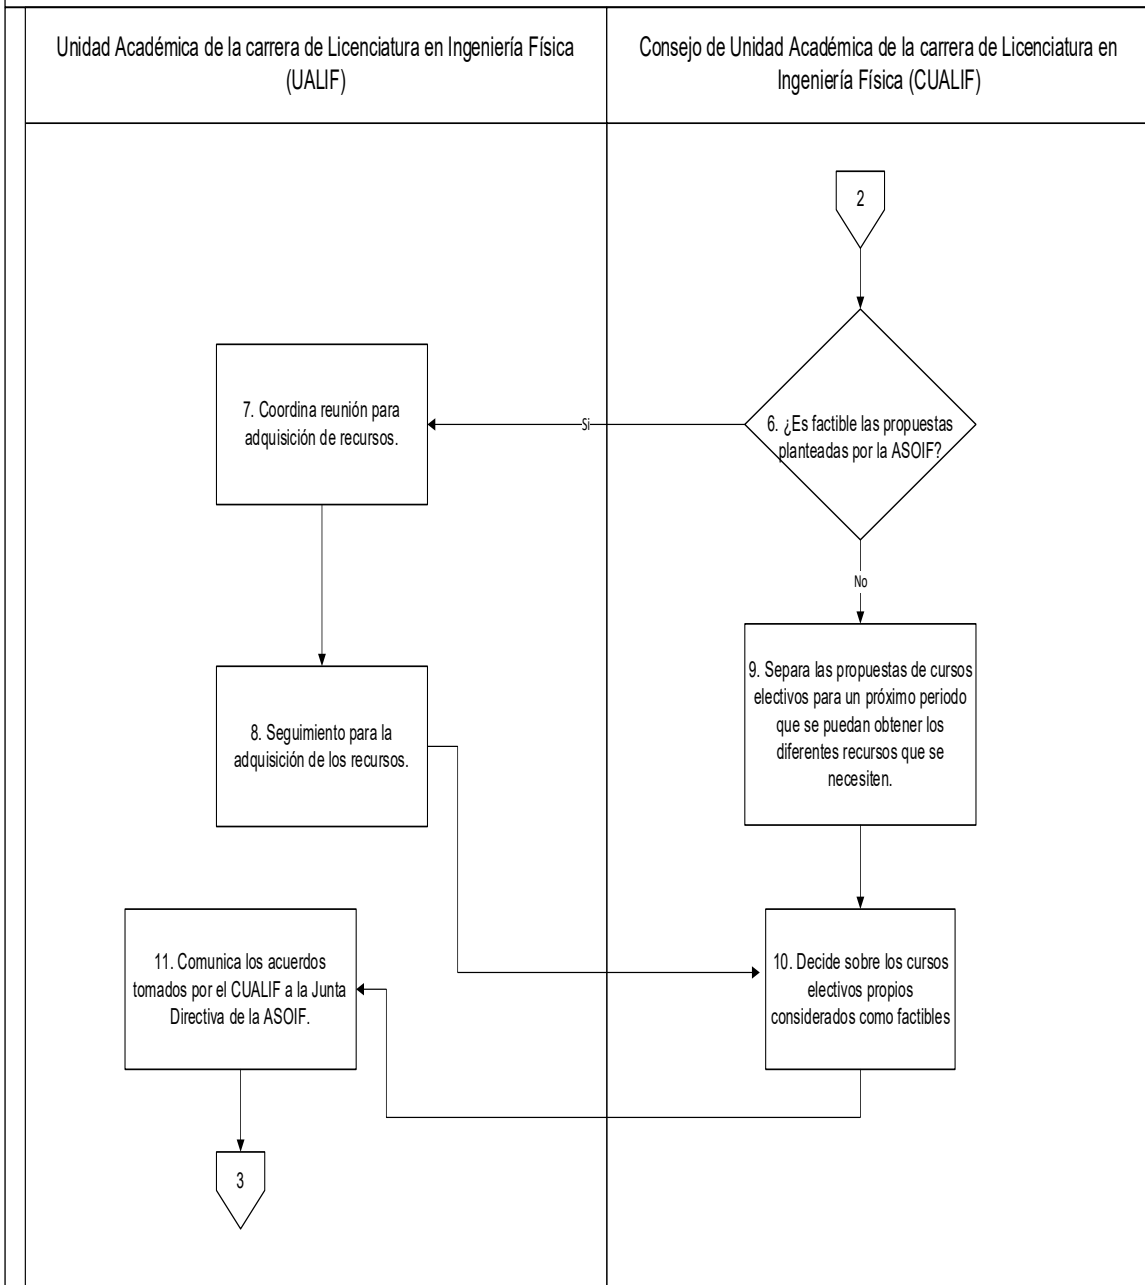 Unidad Académica de la carrera de Licenciatura en Ingeniería Física
(UALIF)
Consejo de Unidad Académica de la carrera de Licenciatura en
Ingeniería Física (CUALIF)
2
6. ¿Es factible las propuestas
planteadas por la ASOIF?
Si
7. Coordina reunión para
adquisición de recursos.
No
8. Seguimiento para la
adquisición de los recursos.
9. Separa las propuestas de cursos
electivos para un próximo periodo
que se puedan obtener los
diferentes recursos que se
necesiten.
10. Decide sobre los cursos
electivos propios
considerados como factibles
11. Comunica los acuerdos
tomados por el CUALIF a la Junta
Directiva de la ASOIF.
3